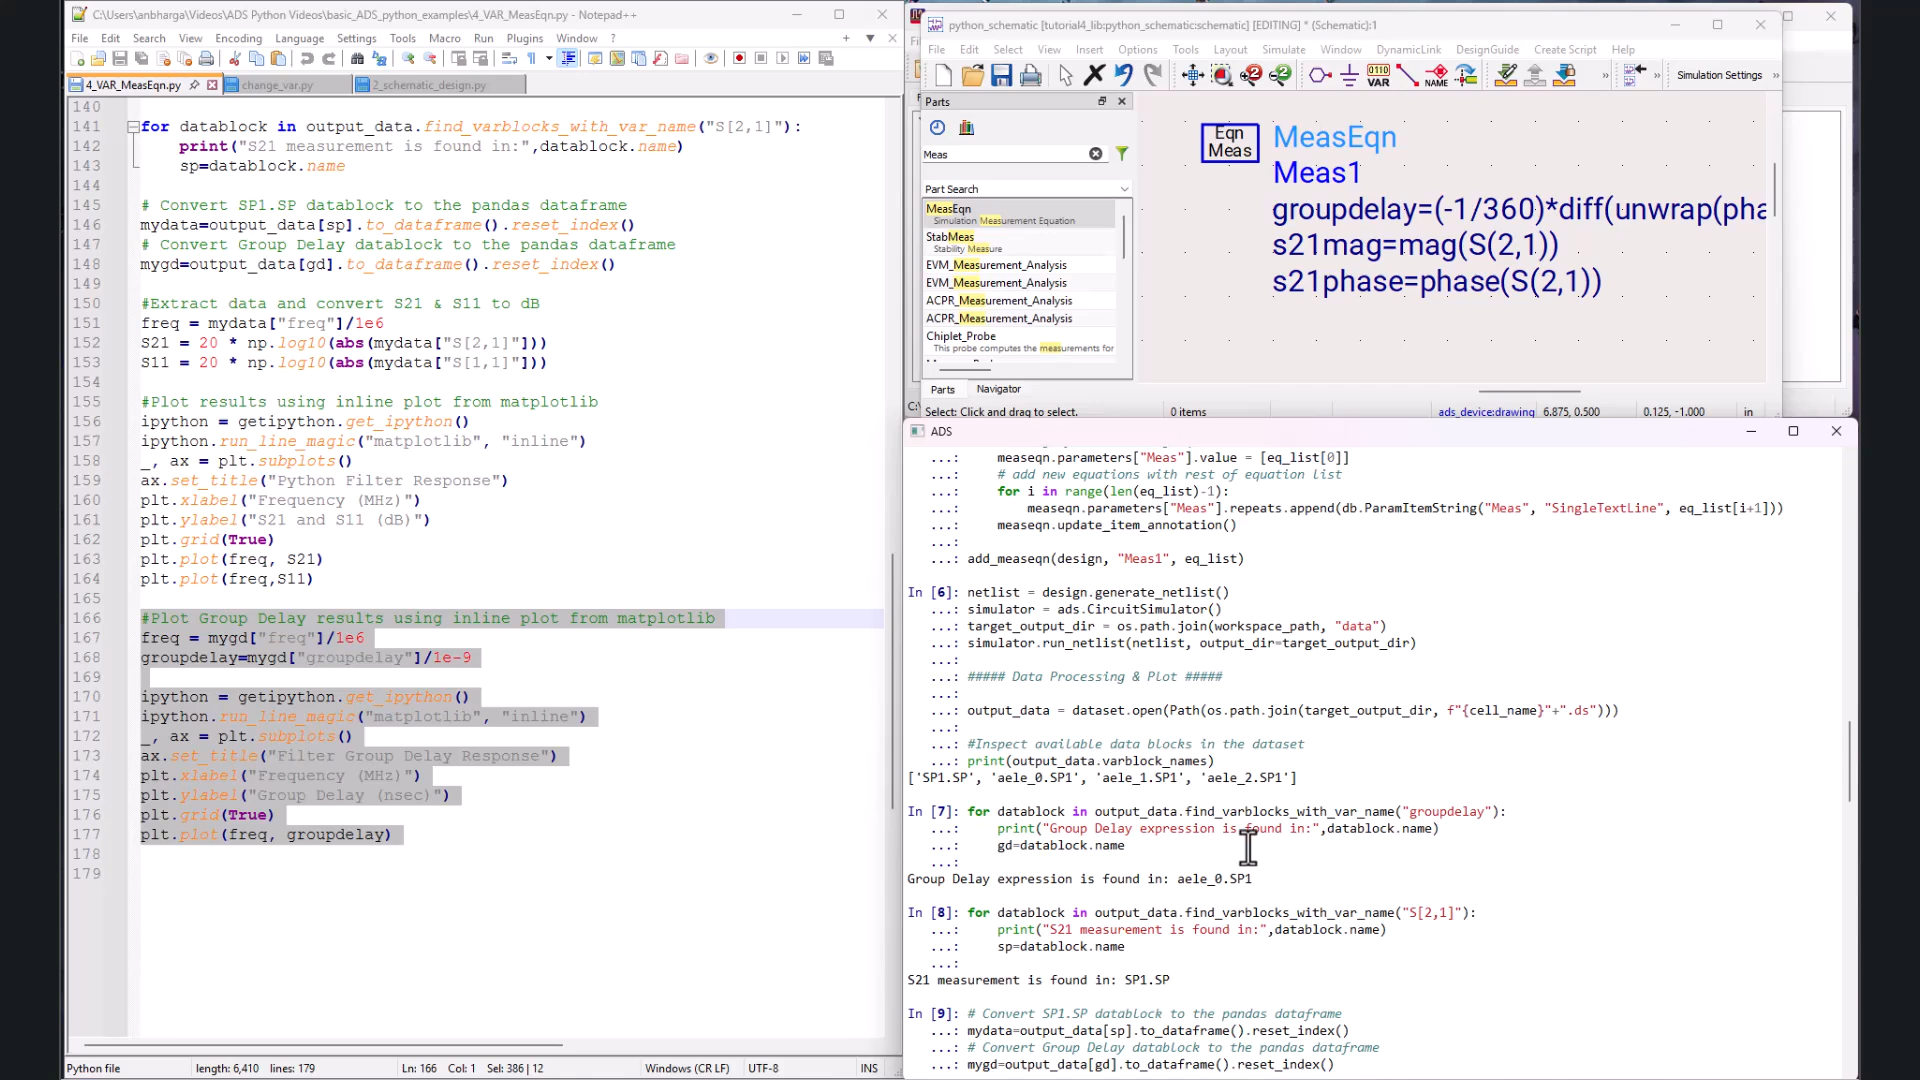 C:\Users\anbharga\Videos\ADS Python Videos\basic_ADS_python_examples\4_VAR_MeasEqn.py - Notepad++
File Edit Search View Encoding Language Settings Tools Macro Run Plugins Window ?
4_VAR_MeasEqn.py change_var.py 2_schematic_design.py
140
141 for datablock in output_data.find_varblocks_with_var_name("S[2,1]"):
142 print("S21 measurement is found in:",datablock.name)
143 sp=datablock.name
144
145 # Convert SP1.SP datablock to the pandas dataframe
146 mydata=output_data[sp].to_dataframe().reset_index()
147 # Convert Group Delay datablock to the pandas dataframe
148 mygd=output_data[gd].to_dataframe().reset_index()
149
150 #Extract data and convert S21 & S11 to dB
151 freq = mydata["freq"]/1e6
152 S21 = 20 * np.log10(abs(mydata["S[2,1]"]))
153 S11 = 20 * np.log10(abs(mydata["S[1,1]"]))
154
155 #Plot results using inline plot from matplotlib
156 ipython = getipython.get_ipython()
157 ipython.run_line_magic("matplotlib", "inline")
158 _, ax = plt.subplots()
159 ax.set_title("Python Filter Response")
160 plt.xlabel("Frequency (MHz)")
161 plt.ylabel("S21 and S11 (dB)")
162 plt.grid(True)
163 plt.plot(freq, S21)
164 plt.plot(freq,S11)
165
166 #Plot Group Delay results using inline plot from matplotlib
167 freq = mygd["freq"]/1e6
168 groupdelay=mygd["groupdelay"]/1e-9
169
170 ipython = getipython.get_ipython()
171 ipython.run_line_magic("matplotlib", "inline")
172 _, ax = plt.subplots()
173 ax.set_title("Filter Group Delay Response")
174 plt.xlabel("Frequency (MHz)")
175 plt.ylabel("Group Delay (nsec)")
176 plt.grid(True)
177 plt.plot(freq, groupdelay)
178
179
Python file length: 6,410 lines: 179 Ln: 166 Col: 1 Sel: 386 | 12 Windows (CR LF) UTF-8 INS
python_schematic [tutorial4_lib:python_schematic:schematic] [EDITING] * (Schematic):1
File Edit Select View Insert Options Tools Layout Simulate Window DynamicLink DesignGuide Create Script Help
0110 VAR NAME » » Simulation Settings »
Parts
Meas
Part Search
MeasEqn
Simulation Measurement Equation
StabMeas
Stability Measure
EVM_Measurement_Analysis
EVM_Measurement_Analysis
ACPR_Measurement_Analysis
ACPR_Measurement_Analysis
Chiplet_Probe
This probe computes the measurements for
Parts Navigator
Eqn
Meas
MeasEqn
Meas1
groupdelay=(-1/360)*diff(unwrap(pha
s21mag=mag(S(2,1))
s21phase=phase(S(2,1))
Select: Click and drag to select. 0 items ads_device:drawing 6.875, 0.500 0.125, -1.000 in
ADS
...: measeqn.parameters["Meas"].value = [eq_list[0]]
...: # add new equations with rest of equation list
...: for i in range(len(eq_list)-1):
...: measeqn.parameters["Meas"].repeats.append(db.ParamItemString("Meas", "SingleTextLine", eq_list[i+1]))
...: measeqn.update_item_annotation()
...:
...: add_measeqn(design, "Meas1", eq_list)
In [6]: netlist = design.generate_netlist()
...: simulator = ads.CircuitSimulator()
...: target_output_dir = os.path.join(workspace_path, "data")
...: simulator.run_netlist(netlist, output_dir=target_output_dir)
...:
...: ##### Data Processing & Plot #####
...:
...: output_data = dataset.open(Path(os.path.join(target_output_dir, f"{cell_name}"+".ds")))
...:
...: #Inspect available data blocks in the dataset
...: print(output_data.varblock_names)
['SP1.SP', 'aele_0.SP1', 'aele_1.SP1', 'aele_2.SP1']
In [7]: for datablock in output_data.find_varblocks_with_var_name("groupdelay"):
...: print("Group Delay expression is found in:",datablock.name)
...: gd=datablock.name
...:
Group Delay expression is found in: aele_0.SP1
In [8]: for datablock in output_data.find_varblocks_with_var_name("S[2,1]"):
...: print("S21 measurement is found in:",datablock.name)
...: sp=datablock.name
...:
S21 measurement is found in: SP1.SP
In [9]: # Convert SP1.SP datablock to the pandas dataframe
...: mydata=output_data[sp].to_dataframe().reset_index()
...: # Convert Group Delay datablock to the pandas dataframe
...: mygd=output_data[gd].to_dataframe().reset_index()